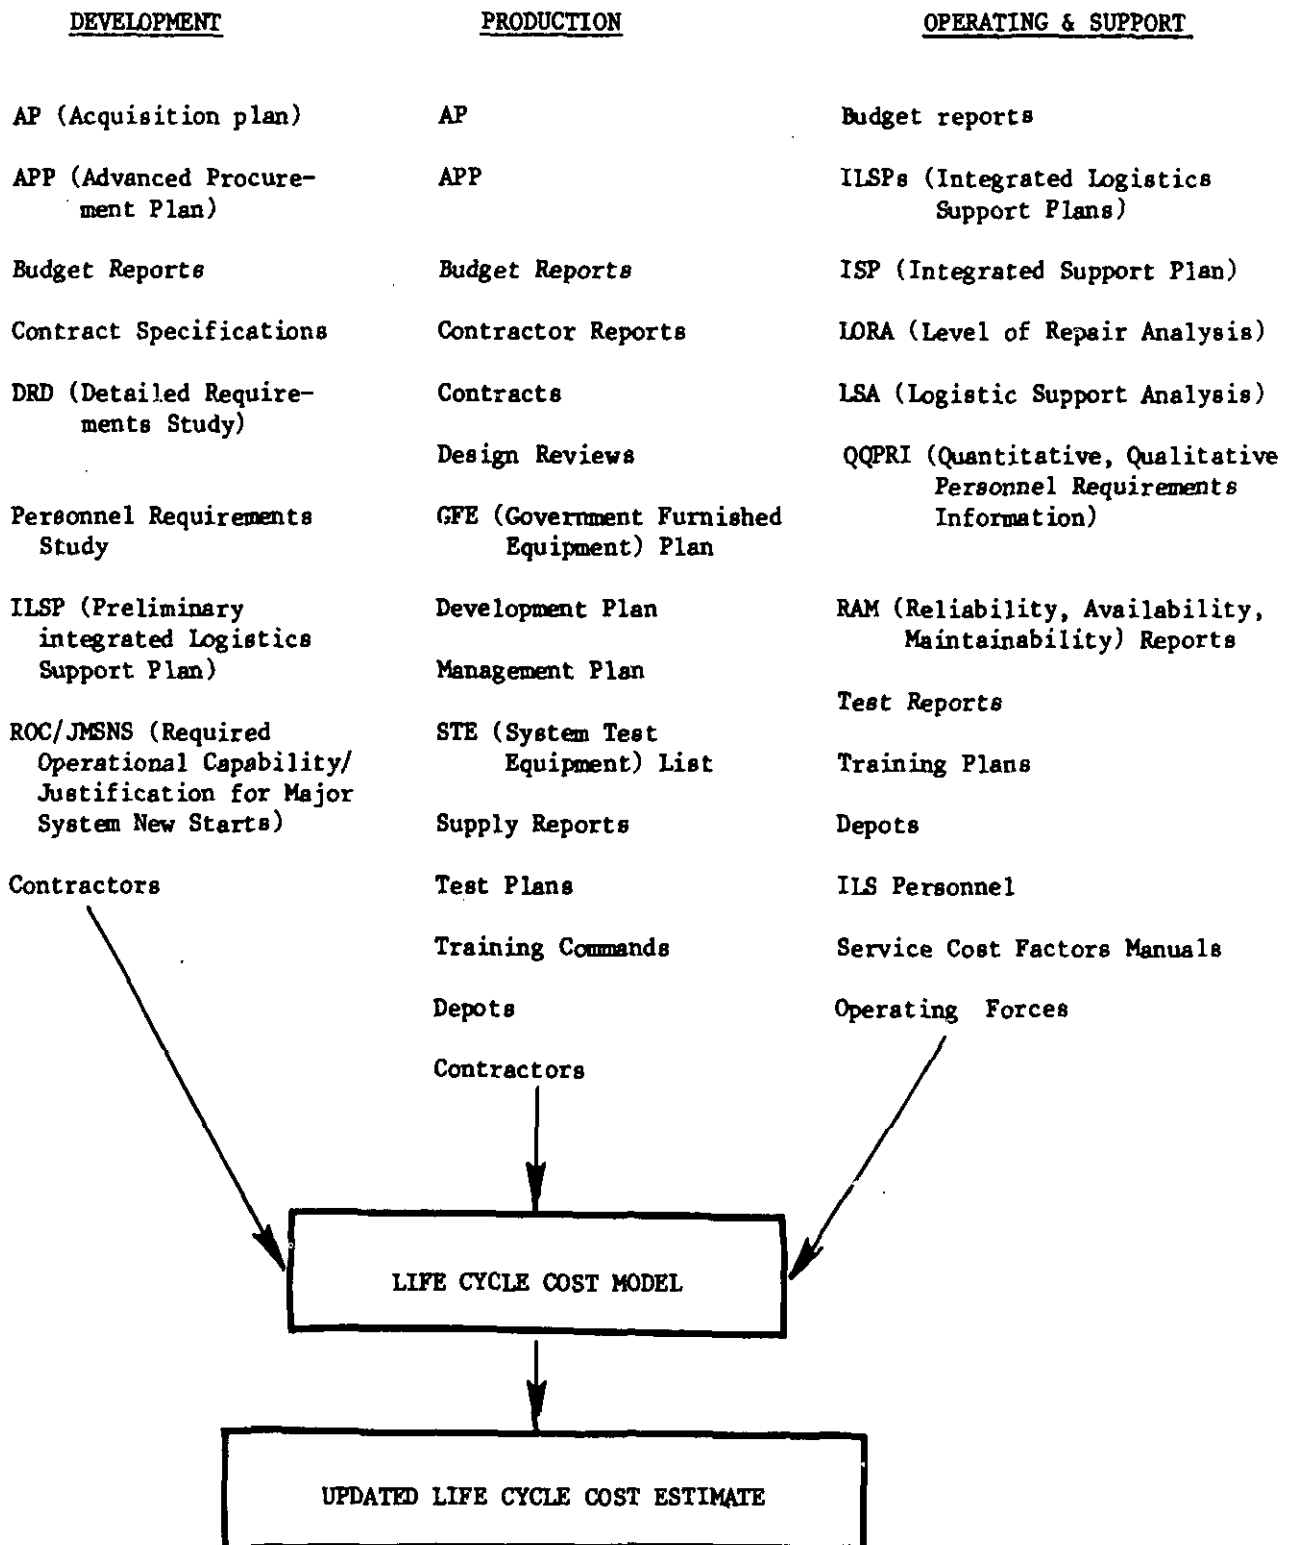 DEVELOPMENT
AP (Acquisition plan)
APP (Advanced Procure-
ment Plan)
Budget Reports
Contract Specifications
DRD (Detailed Require-
ments Study)
Personnel Requirements
Study
ILSP (Preliminary
integrated Logistics
Support Plan)
ROC/JMSNS (Required
Operational Capability/
Justification for Major
System New Starts)
Contractors
PRODUCTION
AP
APP
Budget Reports
Contractor Reports
Contracts
Design Reviews
GFE (Government Furnished
Equipment) Plan
Development Plan
Management Plan
STE (System Test
Equipment) List
Supply Reports
Test Plans
Training Commands
Depots
Contractors
OPERATING & SUPPORT
Budget reports
ILSPs (Integrated Logistics
Support Plans)
ISP (Integrated Support Plan)
LORA (Level of Repair Analysis)
LSA (Logistic Support Analysis)
QQPRI (Quantitative, Qualitative
Personnel Requirements
Information)
RAM (Reliability, Availability,
Maintainability) Reports
Test Reports
Training Plans
Depots
ILS Personnel
Service Cost Factors Manuals
Operating Forces
LIFE CYCLE COST MODEL
UPDATED LIFE CYCLE COST ESTIMATE